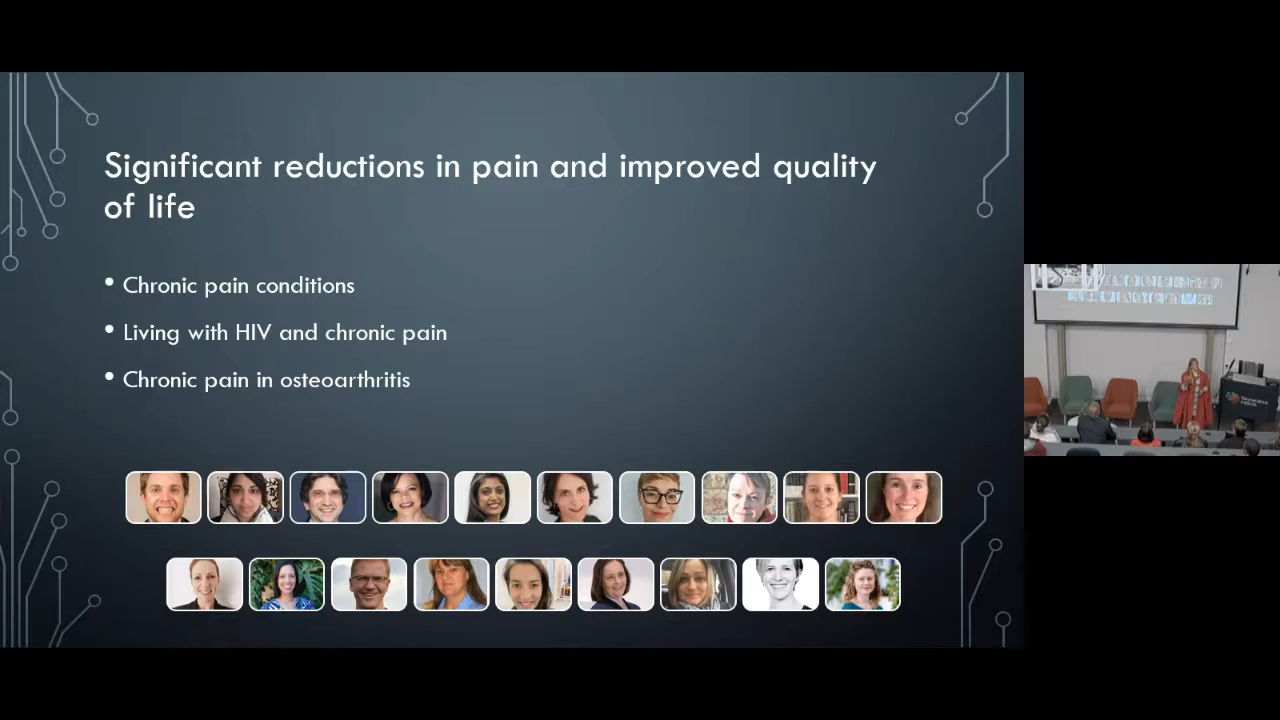 Significant reductions in pain and improved quality
of life
• Chronic pain conditions
• Living with HIV and chronic pain
• Chronic pain in osteoarthritis